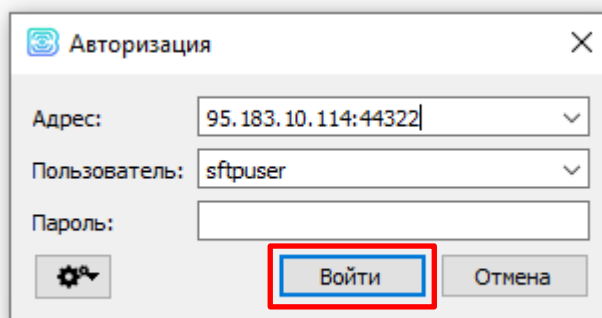 Авторизация
Адрес: 95.183.10.114:44322
Пользователь: sftpuser
Пароль:
Войти Отмена